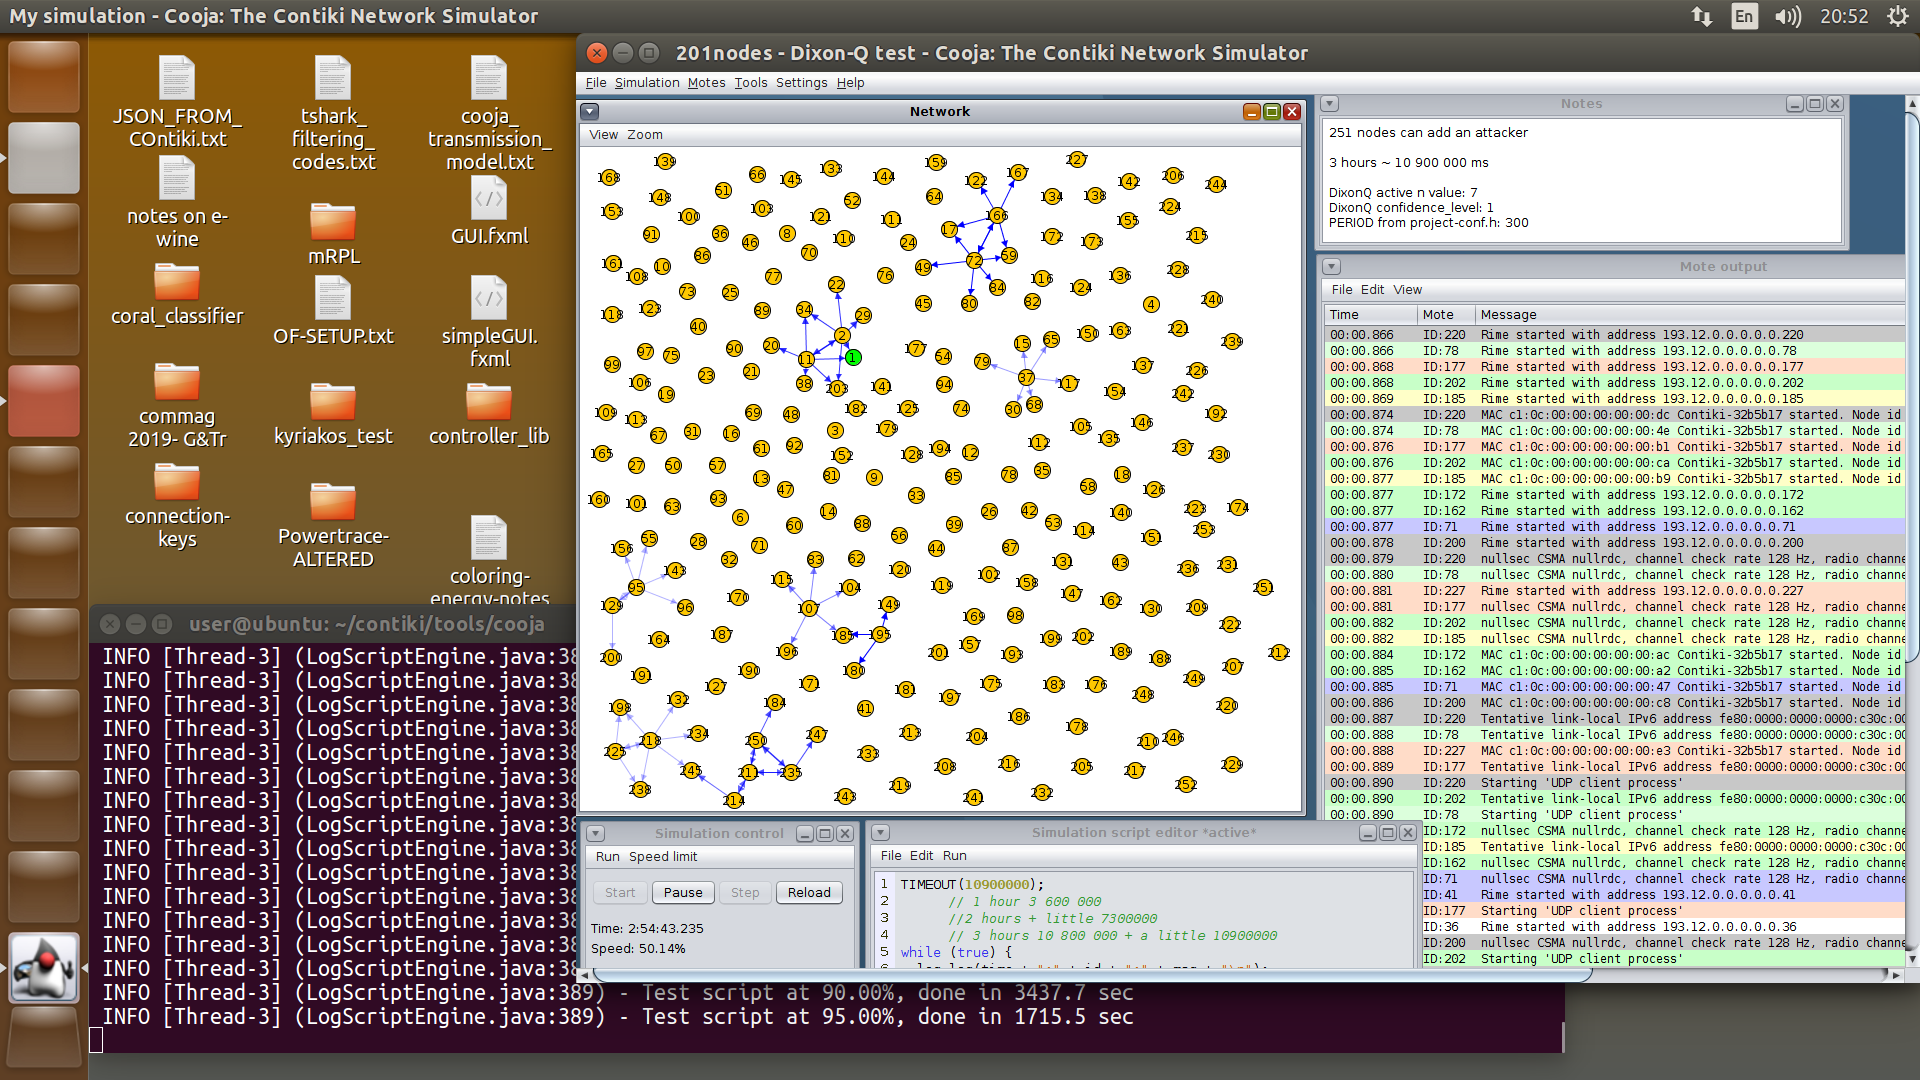 My simulation - Cooja: The Contiki Network Simulator
En
20:52
JSON_FROM_
COntiki.txt
tshark_
filtering_
codes.txt
cooja_
transmission_
model.txt
notes on e-
wine
mRPL
GUI.fxml
coral_classifier
OF-SETUP.txt
simpleGUI.
fxml
commag
2019- G&Tr
kyriakos_test
controller_lib
connection-
keys
Powertrace-
ALTERED
coloring-
energy-notes
user@ubuntu: ~/contiki/tools/cooja
INFO [Thread-3] (LogScriptEngine.java:38
INFO [Thread-3] (LogScriptEngine.java:38
INFO [Thread-3] (LogScriptEngine.java:38
INFO [Thread-3] (LogScriptEngine.java:38
INFO [Thread-3] (LogScriptEngine.java:38
INFO [Thread-3] (LogScriptEngine.java:38
INFO [Thread-3] (LogScriptEngine.java:38
INFO [Thread-3] (LogScriptEngine.java:38
INFO [Thread-3] (LogScriptEngine.java:38
INFO [Thread-3] (LogScriptEngine.java:38
INFO [Thread-3] (LogScriptEngine.java:38
INFO [Thread-3] (LogScriptEngine.java:38
INFO [Thread-3] (LogScriptEngine.java:38
INFO [Thread-3] (LogScriptEngine.java:38
INFO [Thread-3] (LogScriptEngine.java:389) - Test script at 90.00%, done in 3437.7 sec
INFO [Thread-3] (LogScriptEngine.java:389) - Test script at 95.00%, done in 1715.5 sec
201nodes - Dixon-Q test - Cooja: The Contiki Network Simulator
File Simulation Motes Tools Settings Help
Network
View Zoom
Notes
251 nodes can add an attacker
3 hours ~ 10 900 000 ms
DixonQ active n value: 7
DixonQ confidence_level: 1
PERIOD from project-conf.h: 300
Mote output
File Edit View
Time Mote Message
00:00.866 ID:220 Rime started with address 193.12.0.0.0.0.0.220
00:00.866 ID:78 Rime started with address 193.12.0.0.0.0.0.78
00:00.868 ID:177 Rime started with address 193.12.0.0.0.0.0.177
00:00.868 ID:202 Rime started with address 193.12.0.0.0.0.0.202
00:00.869 ID:185 Rime started with address 193.12.0.0.0.0.0.185
00:00.874 ID:220 MAC c1:0c:00:00:00:00:00:dc Contiki-32b5b17 started. Node id
00:00.874 ID:78 MAC c1:0c:00:00:00:00:00:4e Contiki-32b5b17 started. Node id
00:00.876 ID:177 MAC c1:0c:00:00:00:00:00:b1 Contiki-32b5b17 started. Node id
00:00.876 ID:202 MAC c1:0c:00:00:00:00:00:ca Contiki-32b5b17 started. Node id
00:00.877 ID:185 MAC c1:0c:00:00:00:00:00:b9 Contiki-32b5b17 started. Node id
00:00.877 ID:172 Rime started with address 193.12.0.0.0.0.0.172
00:00.877 ID:162 Rime started with address 193.12.0.0.0.0.0.162
00:00.877 ID:71 Rime started with address 193.12.0.0.0.0.0.71
00:00.878 ID:200 Rime started with address 193.12.0.0.0.0.0.200
00:00.879 ID:220 nullsec CSMA nullrdc, channel check rate 128 Hz, radio channe
00:00.880 ID:78 nullsec CSMA nullrdc, channel check rate 128 Hz, radio channe
00:00.881 ID:227 Rime started with address 193.12.0.0.0.0.0.227
00:00.881 ID:177 nullsec CSMA nullrdc, channel check rate 128 Hz, radio channe
00:00.882 ID:202 nullsec CSMA nullrdc, channel check rate 128 Hz, radio channe
00:00.882 ID:185 nullsec CSMA nullrdc, channel check rate 128 Hz, radio channe
00:00.884 ID:172 MAC c1:0c:00:00:00:00:00:ac Contiki-32b5b17 started. Node id
00:00.885 ID:162 MAC c1:0c:00:00:00:00:00:a2 Contiki-32b5b17 started. Node id
00:00.885 ID:71 MAC c1:0c:00:00:00:00:00:47 Contiki-32b5b17 started. Node id
00:00.886 ID:200 MAC c1:0c:00:00:00:00:00:c8 Contiki-32b5b17 started. Node id
00:00.887 ID:220 Tentative link-local IPv6 address fe80:0000:0000:0000:c30c:00
00:00.888 ID:78 Tentative link-local IPv6 address fe80:0000:0000:0000:c30c:00
00:00.888 ID:227 MAC c1:0c:00:00:00:00:00:e3 Contiki-32b5b17 started. Node id
00:00.889 ID:177 Tentative link-local IPv6 address fe80:0000:0000:0000:c30c:00
00:00.890 ID:220 Starting 'UDP client process'
00:00.890 ID:202 Tentative link-local IPv6 address fe80:0000:0000:0000:c30c:00
00:00.890 ID:78 Starting 'UDP client process'
ID:172 nullsec CSMA nullrdc, channel check rate 128 Hz, radio channe
ID:185 Tentative link-local IPv6 address fe80:0000:0000:0000:c30c:00
ID:162 nullsec CSMA nullrdc, channel check rate 128 Hz, radio channe
ID:71 nullsec CSMA nullrdc, channel check rate 128 Hz, radio channe
ID:41 Rime started with address 193.12.0.0.0.0.0.41
ID:177 Starting 'UDP client process'
ID:36 Rime started with address 193.12.0.0.0.0.0.36
ID:200 nullsec CSMA nullrdc, channel check rate 128 Hz, radio channe
ID:202 Starting 'UDP client process'
Simulation control
Run Speed limit
Start Pause Step Reload
Time: 2:54:43.235
Speed: 50.14%
Simulation script editor *active*
File Edit Run
1 TIMEOUT(10900000);
2 // 1 hour 3 600 000
3 //2 hours + little 7300000
4 // 3 hours 10 800 000 + a little 10900000
5 while (true) {